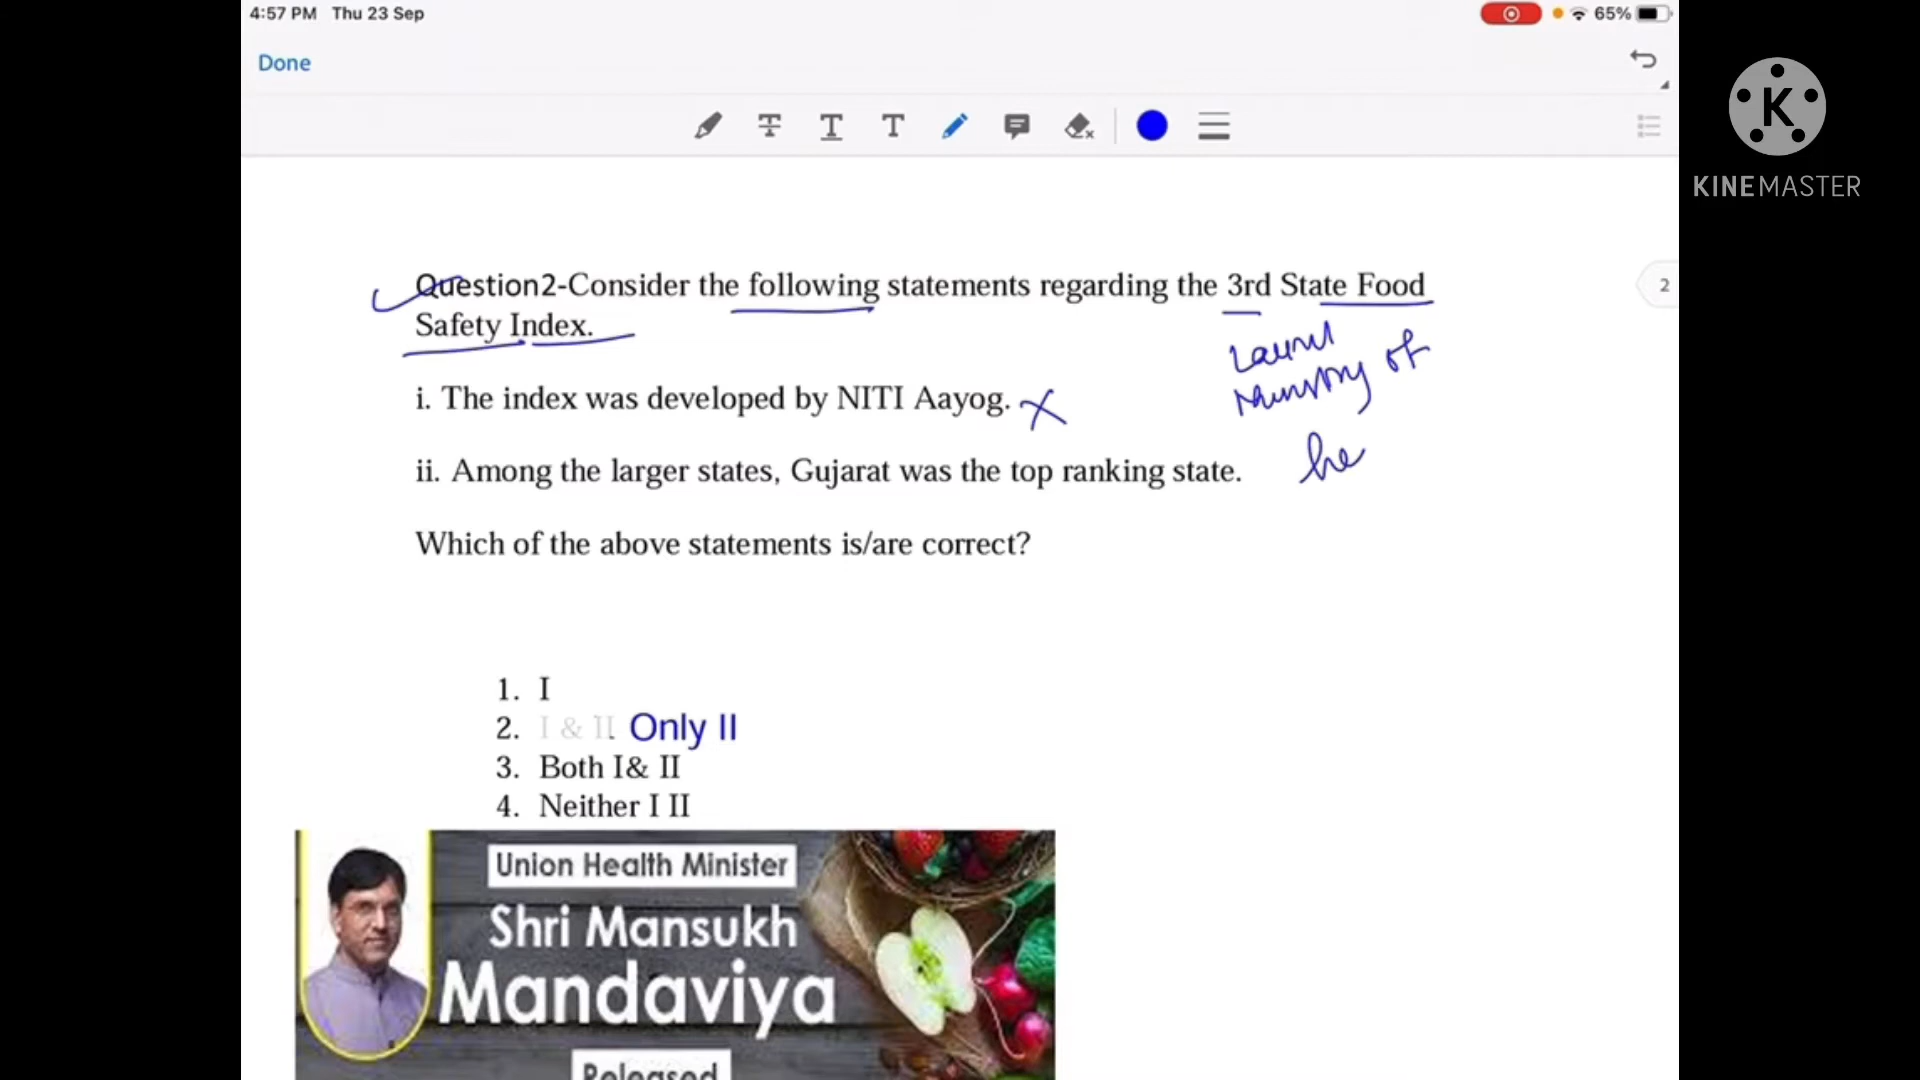 4:57 PM Thu 23 Sep
65%
Done
K
KINEMASTER
2
Question2-Consider the following statements regarding the 3rd State Food
Safety Index.
Ministry of
he
i. The index was developed by NITI Aayog. X
ii. Among the larger states, Gujarat was the top ranking state.
Which of the above statements is/are correct?
1. I
2. I & II. Only II
3. Both I& II
4. Neither I II
Union Health Minister
Shri Mansukh
Mandaviya
Released